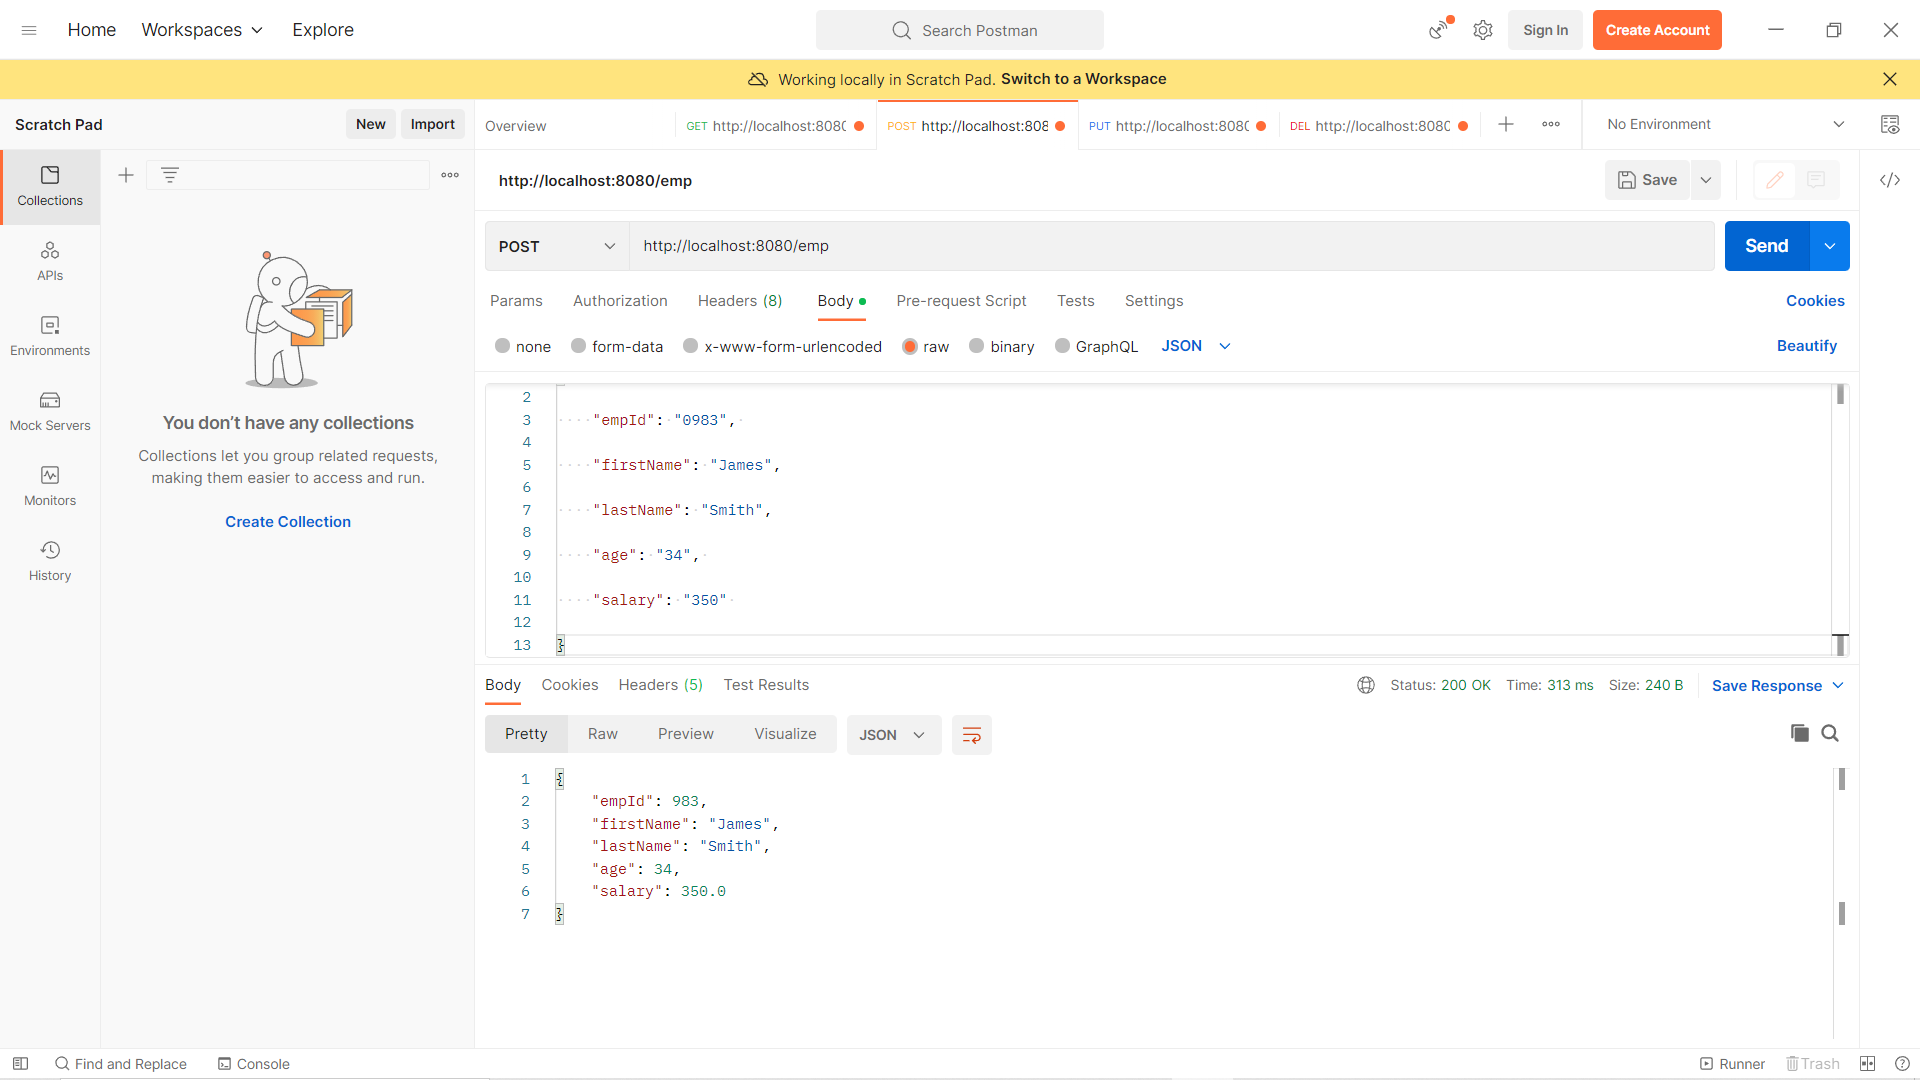 Home Workspaces Explore Search Postman Sign In Create Account
Working locally in Scratch Pad. Switch to a Workspace
Scratch Pad New Import Overview GET http://localhost:8080 POST http://localhost:808 PUT http://localhost:8080 DEL http://localhost:8080 No Environment
Collections
APIs
Environments
Mock Servers
Monitors
History
You don't have any collections
Collections let you group related requests,
making them easier to access and run.
Create Collection
http://localhost:8080/emp Save
POST http://localhost:8080/emp Send
Params Authorization Headers (8) Body Pre-request Script Tests Settings Cookies
none form-data x-www-form-urlencoded raw binary GraphQL JSON Beautify
2
3 "empId": "0983",
4
5 "firstName": "James",
6
7 "lastName": "Smith",
8
9 "age": "34",
10
11 "salary": "350"
12
13 }
Body Cookies Headers (5) Test Results Status: 200 OK Time: 313 ms Size: 240 B Save Response
Pretty Raw Preview Visualize JSON
1 {
2 "empId": 983,
3 "firstName": "James",
4 "lastName": "Smith",
5 "age": 34,
6 "salary": 350.0
7 }
Find and Replace Console Runner Trash